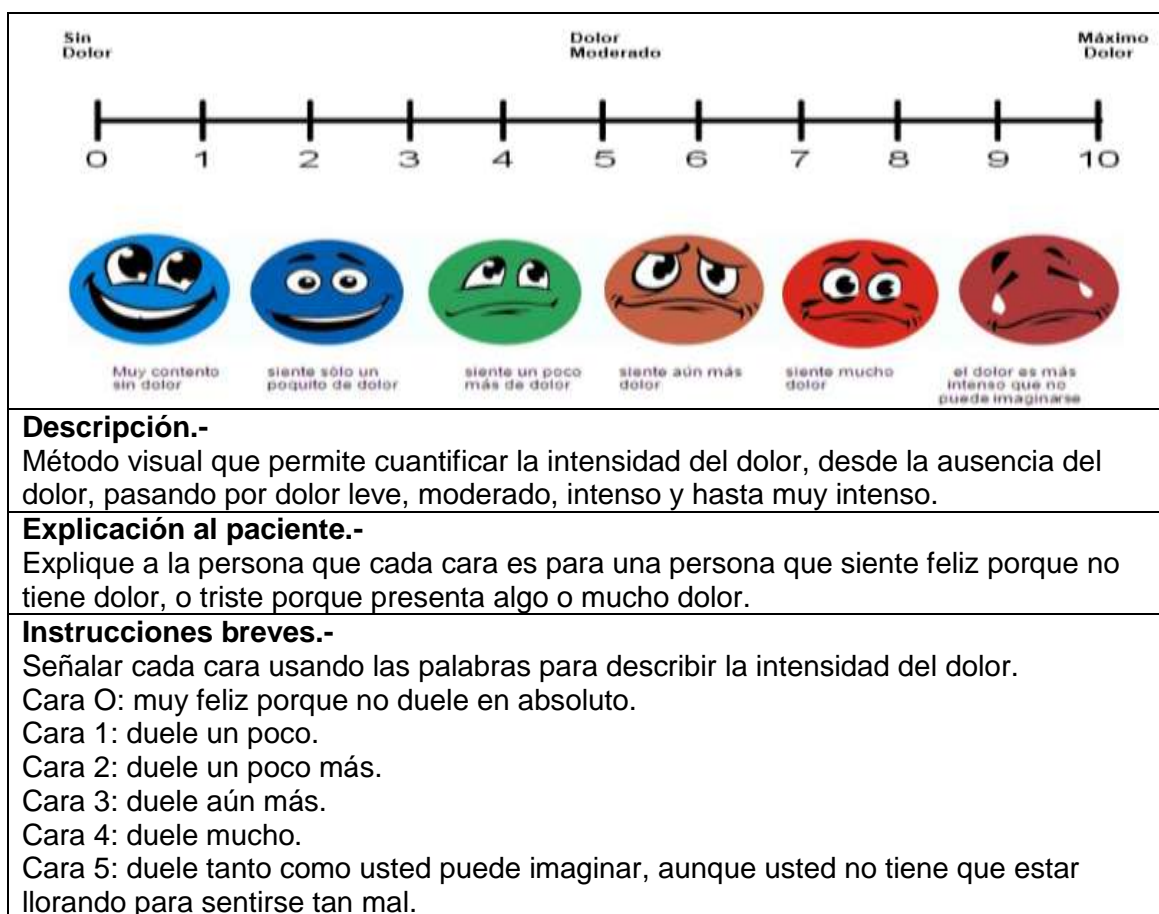 Sin Dolor
Dolor Moderado
Máximo Dolor
0 1 2 3 4 5 6 7 8 9 10
Muy contento sin dolor
siente sólo un poquito de dolor
siente un poco más de dolor
siente aún más dolor
siente mucho dolor
el dolor es más intenso que no puede imaginarse
Descripción.-
Método visual que permite cuantificar la intensidad del dolor, desde la ausencia del
dolor, pasando por dolor leve, moderado, intenso y hasta muy intenso.
Explicación al paciente.-
Explique a la persona que cada cara es para una persona que siente feliz porque no
tiene dolor, o triste porque presenta algo o mucho dolor.
Instrucciones breves.-
Señalar cada cara usando las palabras para describir la intensidad del dolor.
Cara O: muy feliz porque no duele en absoluto.
Cara 1: duele un poco.
Cara 2: duele un poco más.
Cara 3: duele aún más.
Cara 4: duele mucho.
Cara 5: duele tanto como usted puede imaginar, aunque usted no tiene que estar
llorando para sentirse tan mal.